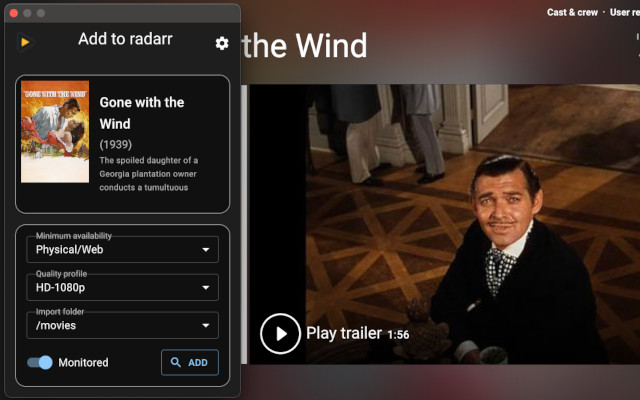 Add to radarr
GONE WITH THE WIND
Gone with the
Wind
(1939)
The spoiled daughter of a
Georgia plantation owner
conducts a tumultuous
Minimum availability
Physical/Web
Quality profile
HD-1080p
Import folder
/movies
Monitored
ADD
Cast & crew · User re
the Wind
Play trailer 1:56